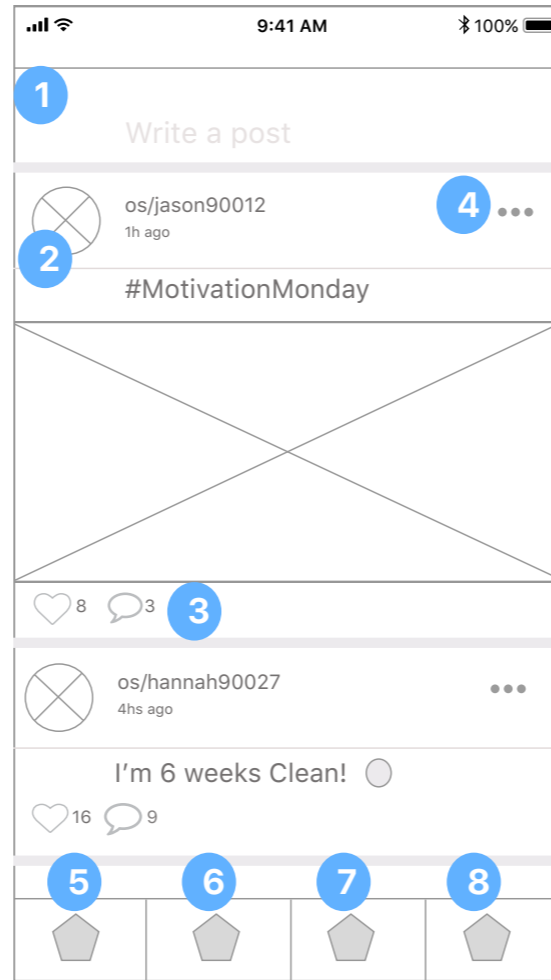 9:41 AM
100%
1
Write a post
os/jason90012
4
1h ago
2
#MotivationMonday
8
3
3
os/hannah90027
4hs ago
I'm 6 weeks Clean!
16
9
5
6
7
8